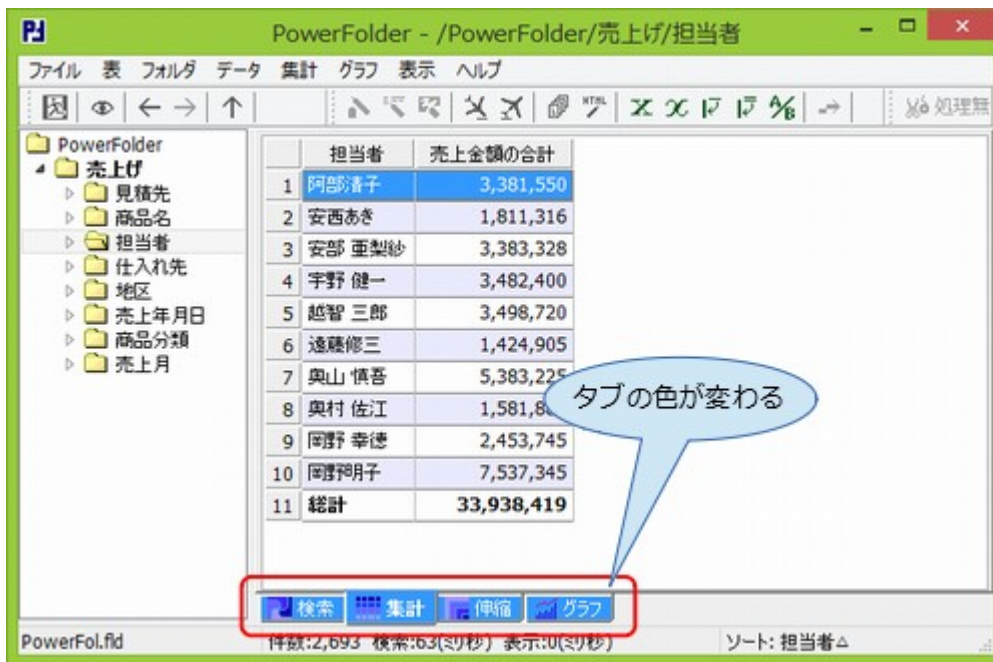 PowerFolder - /PowerFolder/売上げ/担当者
ファイル 表 フォルダ データ 集計 グラフ 表示 ヘルプ
HTML A/B 処理無
PowerFolder
売上げ
見積先
商品名
担当者
仕入れ先
地区
売上年月日
商品分類
売上月
担当者 売上金額の合計
1 阿部清子 3,381,550
2 安西あき 1,811,316
3 安部 亜梨紗 3,383,328
4 宇野 健一 3,482,400
5 越智 三郎 3,498,720
6 遠藤修三 1,424,905
7 奥山 慎吾 5,383,225
8 奥村 佐江 1,581,8
9 岡野 幸徳 2,453,745
10 岡野明子 7,537,345
11 総計 33,938,419
タブの色が変わる
検索 集計 伸縮 グラフ
PowerFol.fld 件数:2,693 検索:63(ミリ秒) 表示:0(ミリ秒) ソート: 担当者△